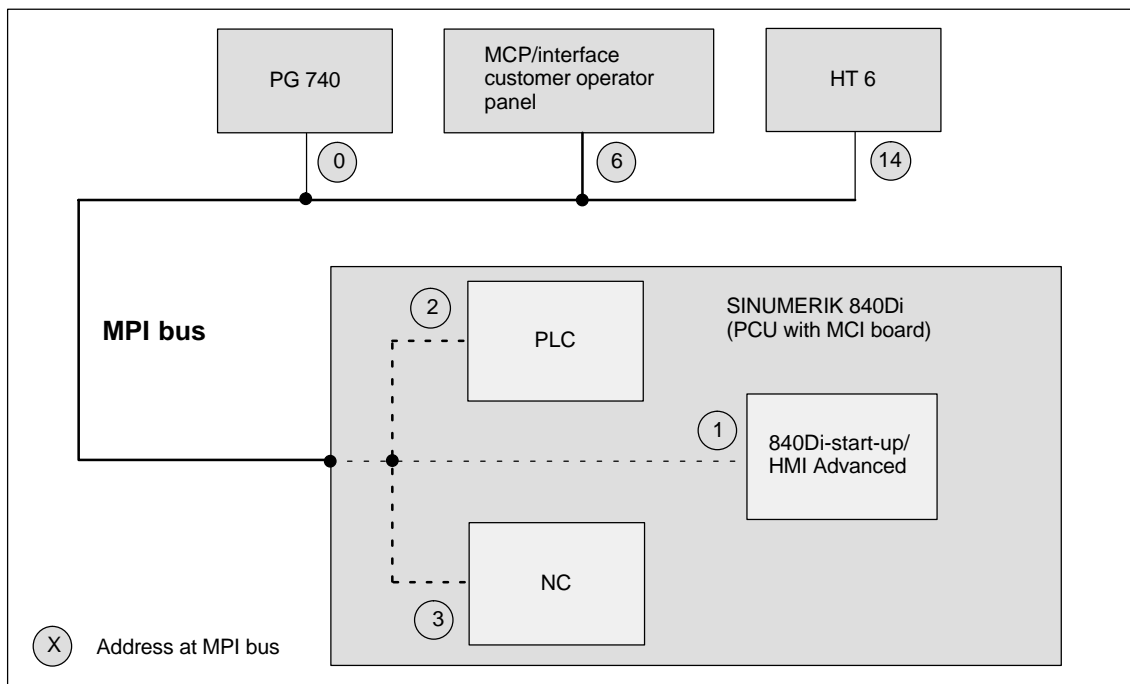 PG 740
MCP/interface
customer operator
panel
HT 6
0
6
14
MPI bus
2
PLC
SINUMERIK 840Di
(PCU with MCI board)
1
840Di-start-up/
HMI Advanced
NC
3
X
Address at MPI bus